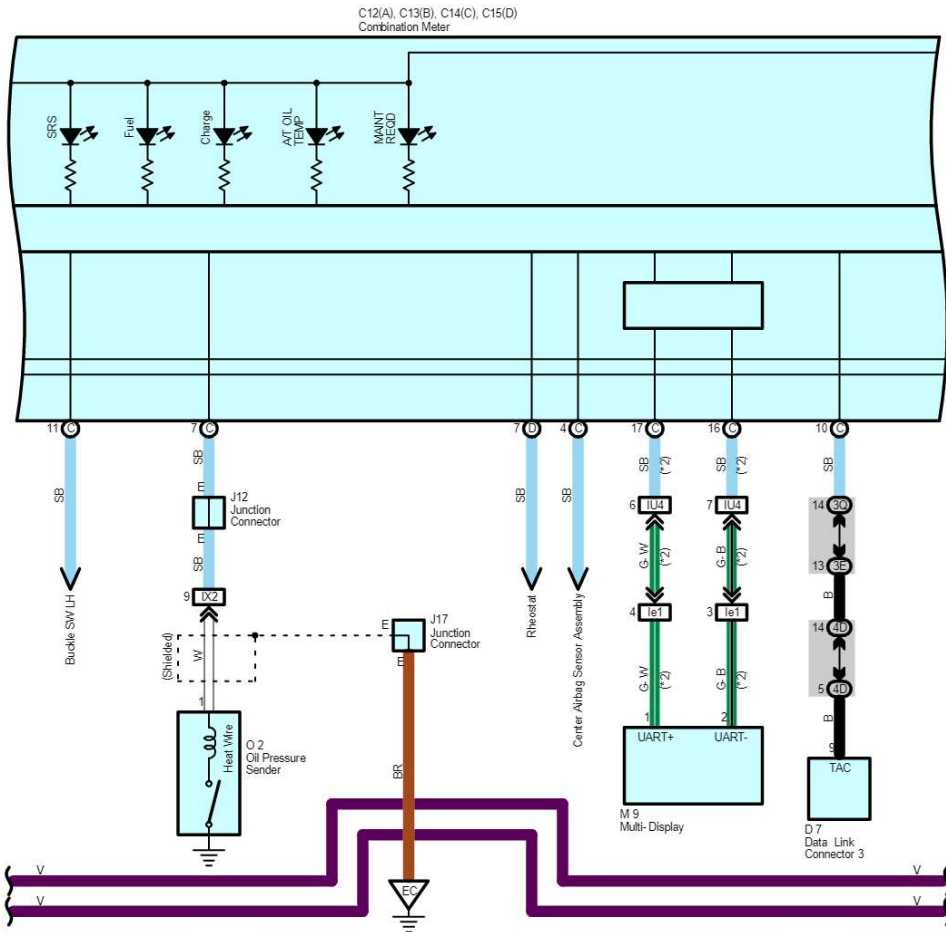 C12(A), C13(B), C14(C), C15(D)
Combination Meter
SRS
Fuel
Charge
A/T OIL
TEMP
MAINT
REQD
11 C
7 C
7 D
4 C
17 C
16 C
10 C
SB
SB
SB
SB
SB
(*2)
SB
(*2)
SB
E
J12
Junction
Connector
E
SB
6 IU4
7 IU4
14 3Q
G-W
(*2)
G-B
(*2)
13 3E
B
9 IX2
Buckle SW LH
Rheostat
Center Airbag Sensor Assembly
4 Ie1
3 Ie1
14 4D
(Shielded)
W
E
J17
Junction
Connector
E
G-W
(*2)
G-B
(*2)
5 4D
B
1
Heat Wire
O 2
Oil Pressure
Sender
BR
1
UART+
2
UART-
9
TAC
M 9
Multi- Display
D 7
Data Link
Connector 3
V
V
EC
V
V